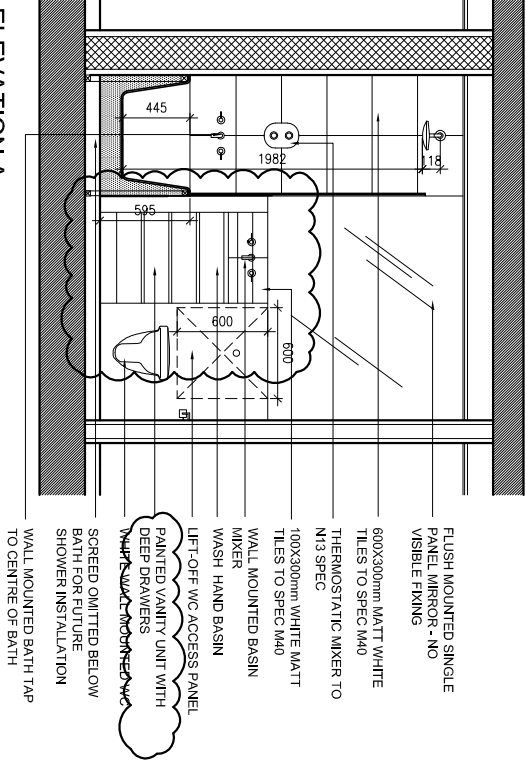 FLUSH MOUNTED SINGLE
PANEL MIRROR - NO
VISIBLE FIXING
600X300mm MATT WHITE
TILES TO SPEC M40
THERMOSTATIC MIXER TO
N13 SPEC
100X300mm WHITE MATT
TILES TO SPEC M40
WALL MOUNTED BASIN
MIXER
WASH HAND BASIN
LIFT-OFF WC ACCESS PANEL
PAINTED VANITY UNIT WITH
DEEP DRAWERS
WHITE WALL MOUNTED WC
SCREED OMITTED BELOW
BATH FOR FUTURE
SHOWER INSTALLATION
WALL MOUNTED BATH TAP
TO CENTRE OF BATH
118
1982
445
595
600
600
ELEVATION A